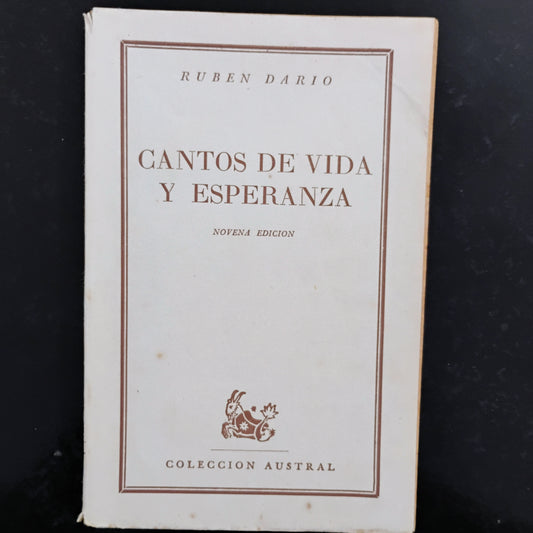 RUBEN DARIO
CANTOS DE VIDA
Y ESPERANZA
NOVENA EDICION
COLECCION AUSTRAL